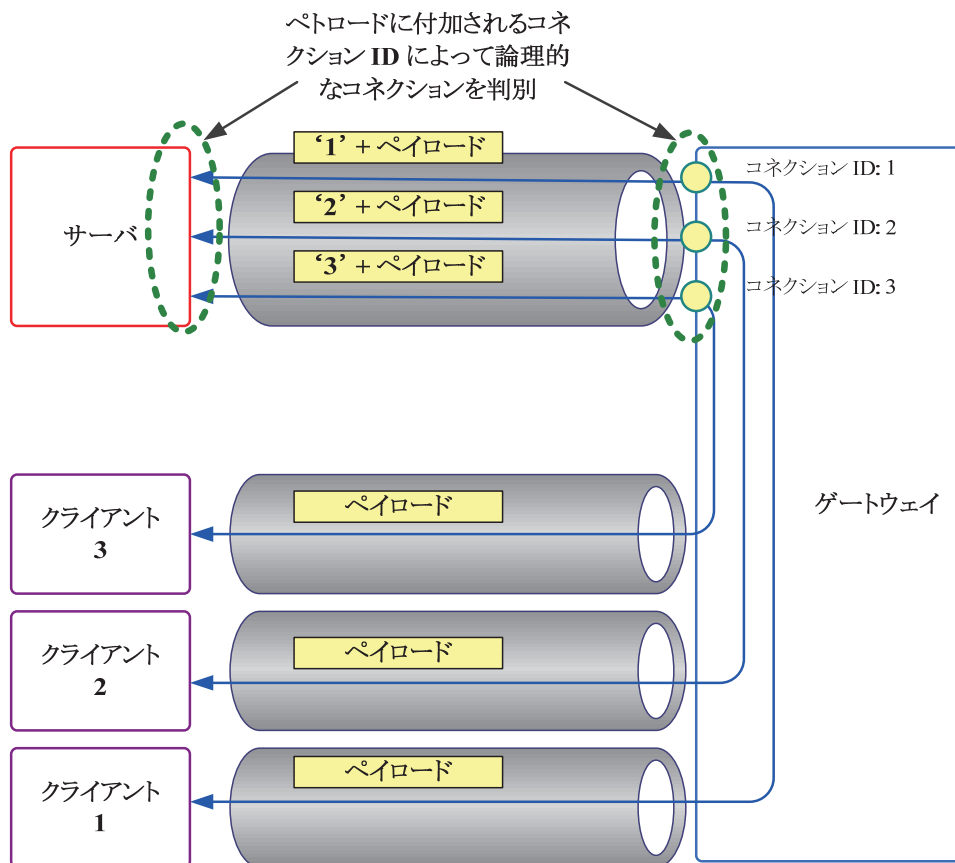 ペトロードに付加されるコネ
クション ID によって論理的
なコネクションを判別
‘1’ + ペイロード
コネクション ID: 1
サーバ
‘2’ + ペイロード
コネクション ID: 2
‘3’ + ペイロード
コネクション ID: 3
クライアント
3
ペイロード
ゲートウェイ
クライアント
2
ペイロード
クライアント
1
ペイロード